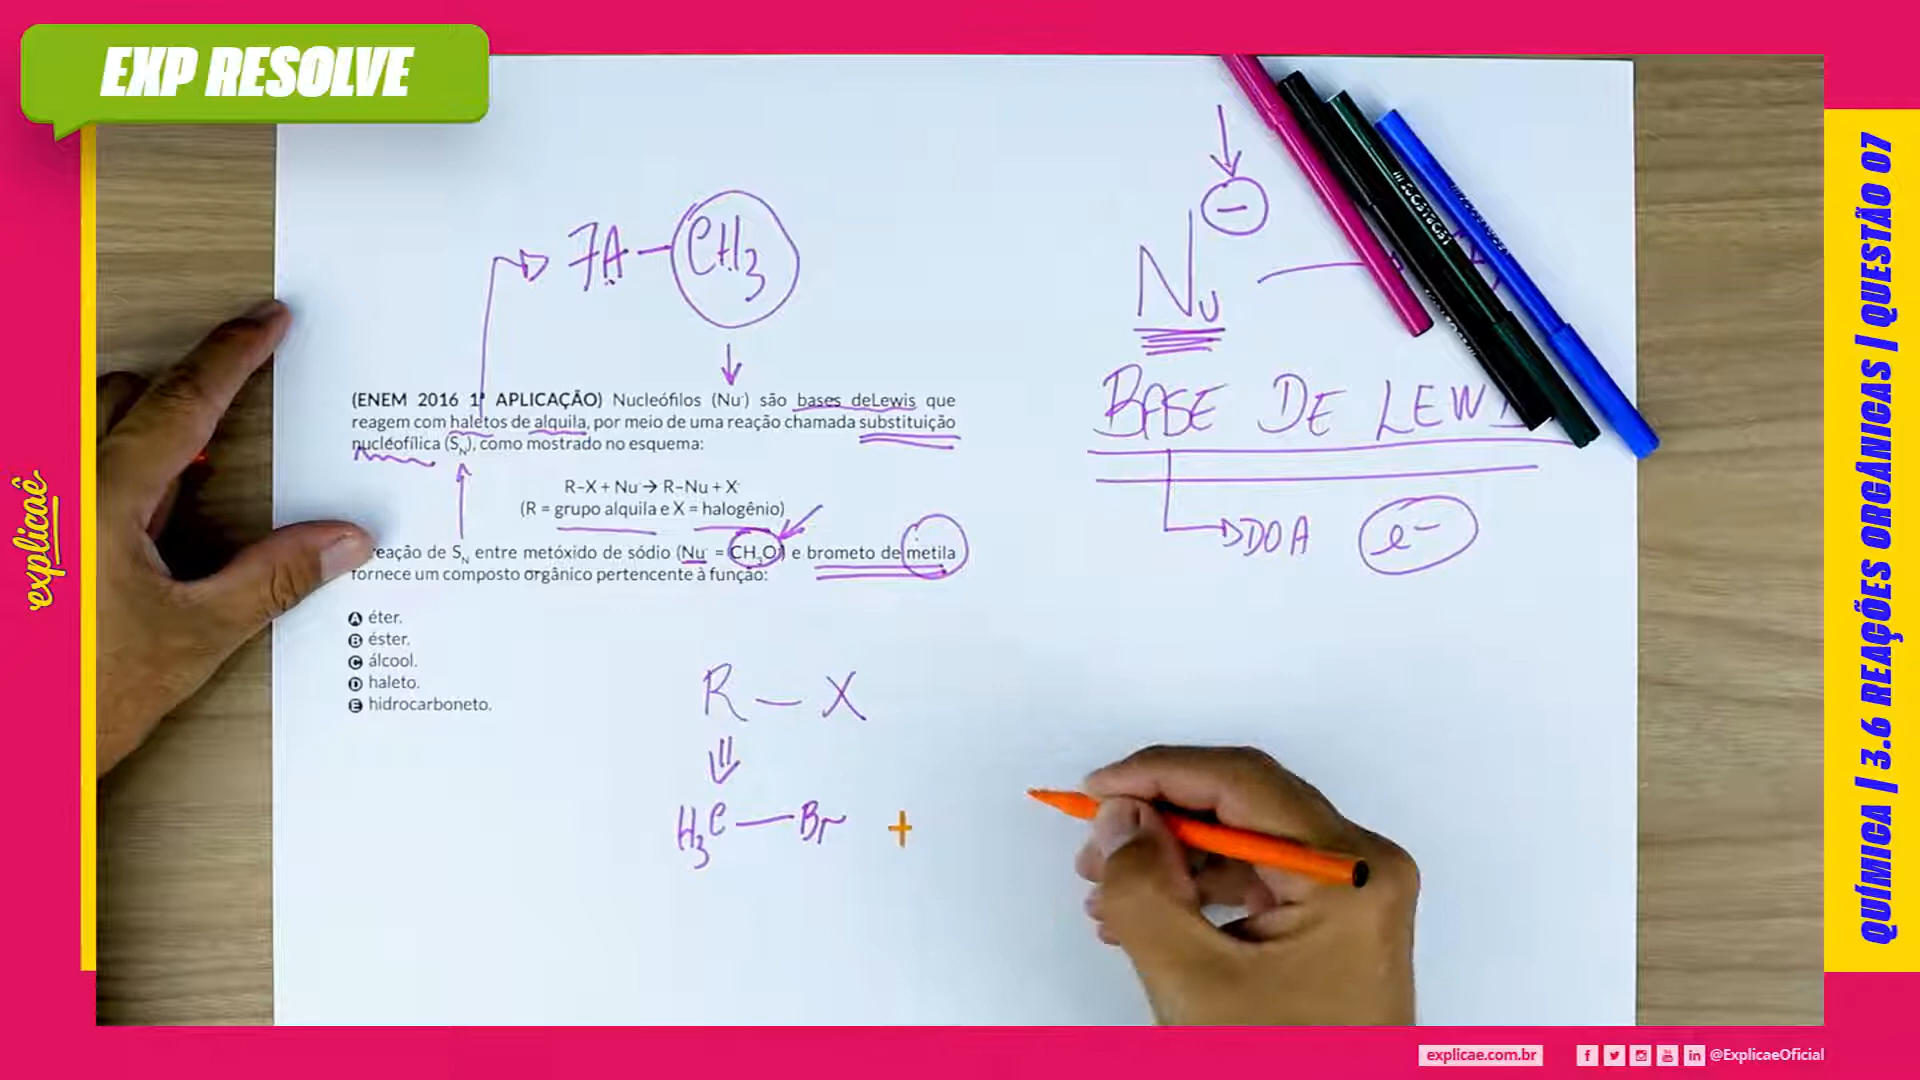 EXP RESOLVE
7A — CH3
(ENEM 2016 1ª APLICAÇÃO) Nucleófilos (Nu-) são bases deLewis que
reagem com haletos de alquila, por meio de uma reação chamada substituição
nucleofílica (SN), como mostrado no esquema:
R-X + Nu- → R-Nu + X-
(R = grupo alquila e X = halogênio)
reação de SN entre metóxido de sódio (Nu- = CH3O-) e brometo de metila
fornece um composto orgânico pertencente à função:
A éter.
B éster.
C álcool.
D haleto.
E hidrocarboneto.
R — X
H3C — Br +
−
Nu
BASE DE LEWIS
DOA e−
explicaê
QUÍMICA | 3.6 REAÇÕES ORGÂNICAS | QUESTÃO 07
explicae.com.br
@ExplicaeOficial